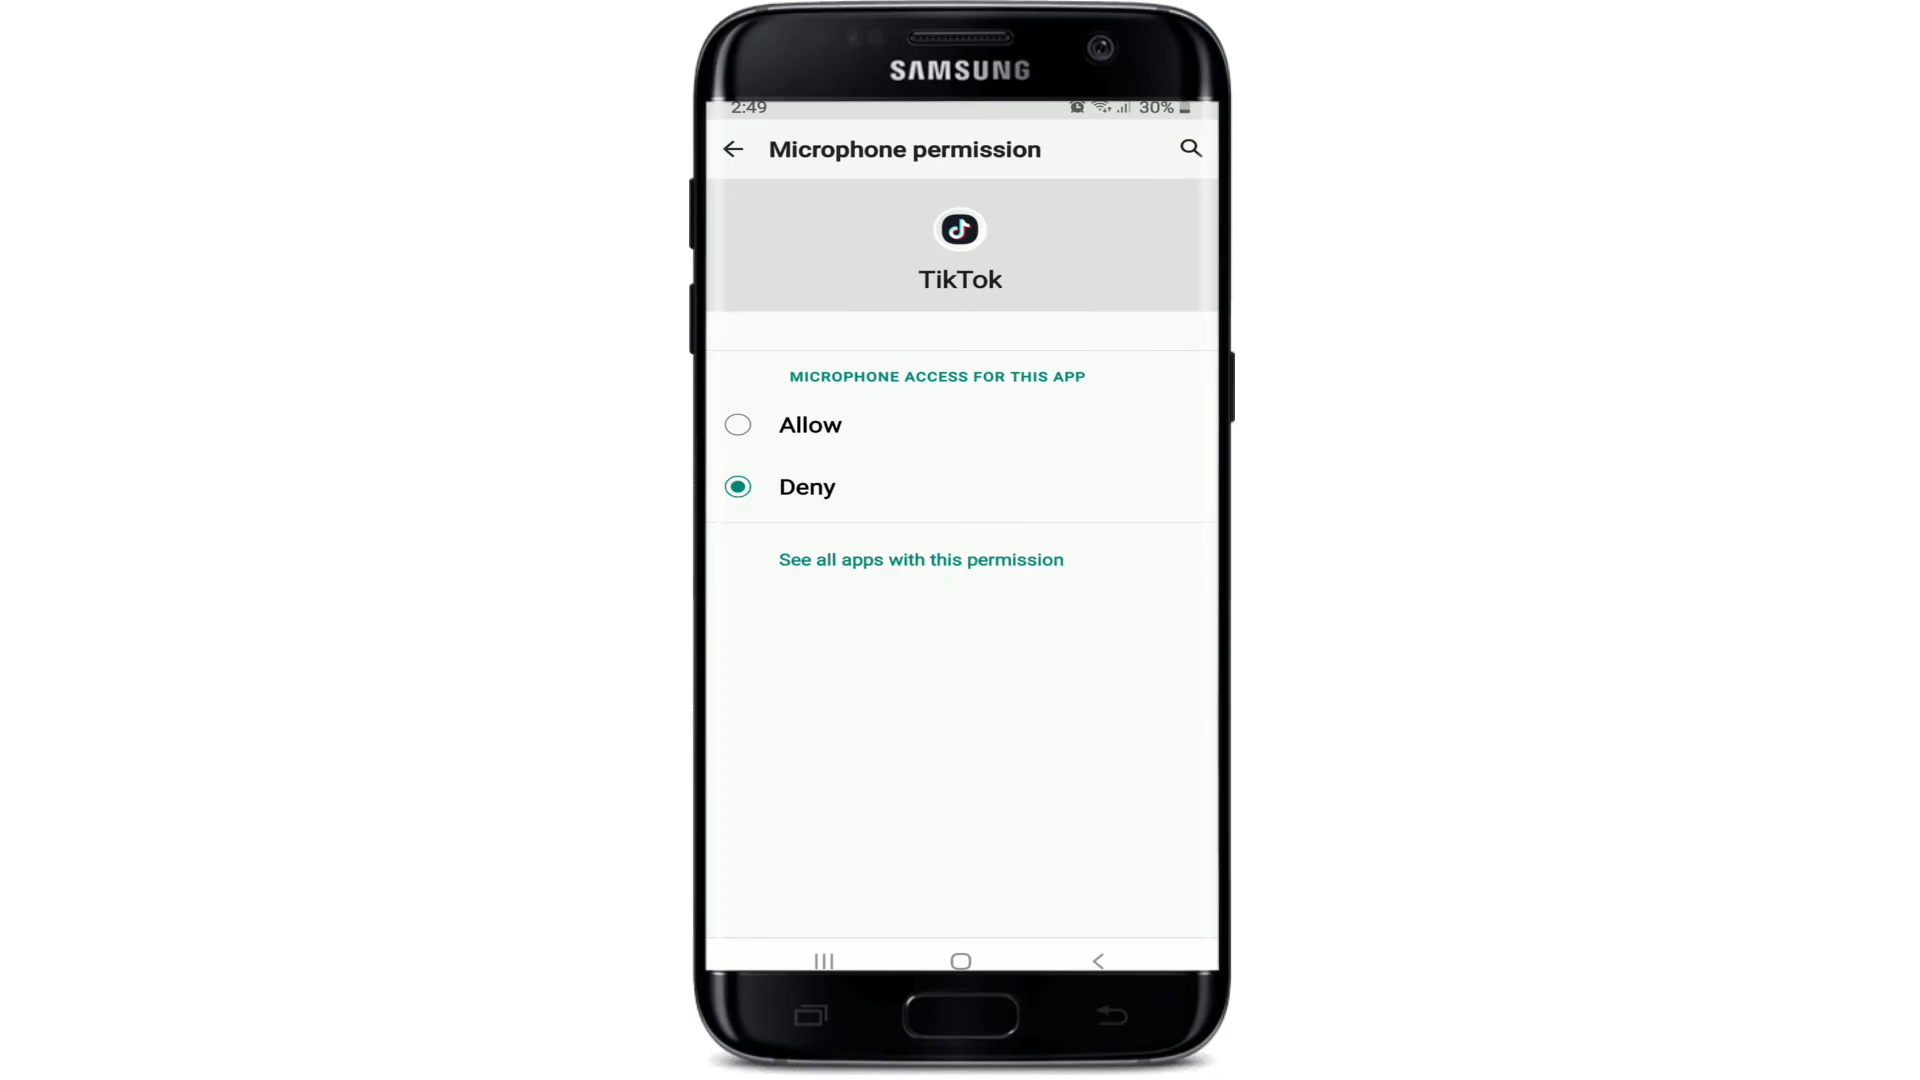 SAMSUNG
2:49 30%
Microphone permission
TikTok
MICROPHONE ACCESS FOR THIS APP
Allow
Deny
See all apps with this permission